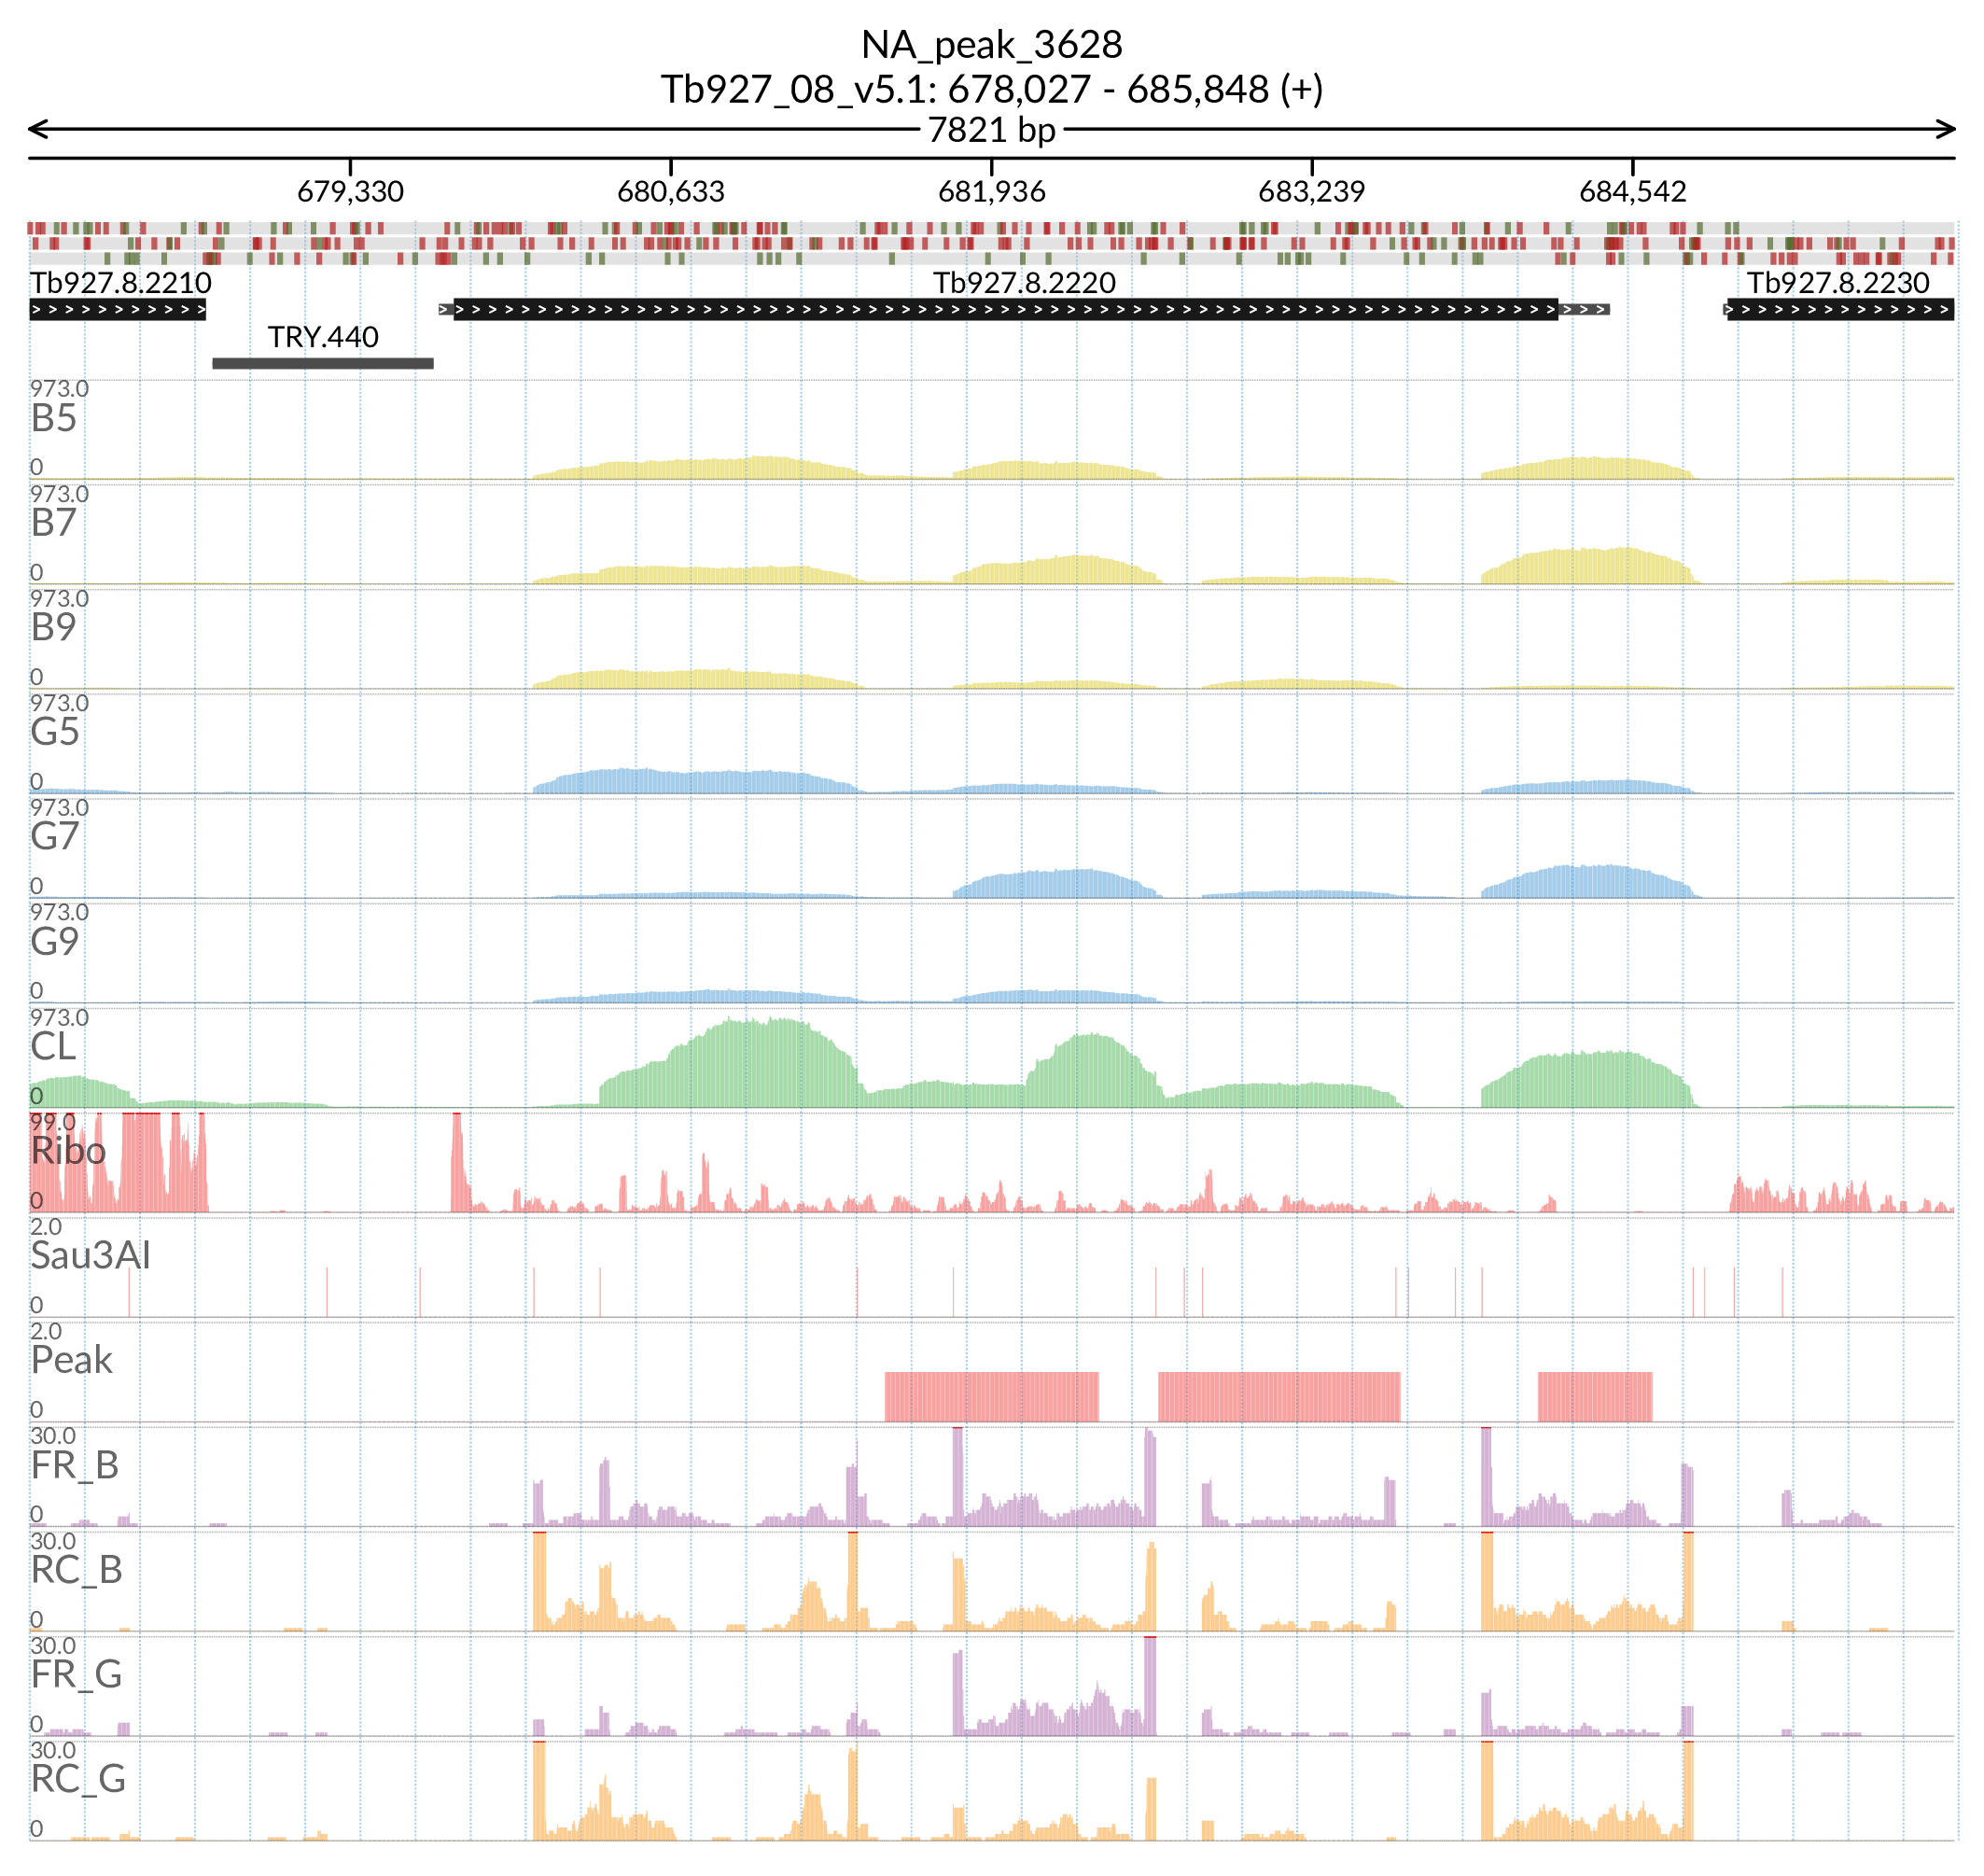 NA_peak_3628
Tb927_08_v5.1: 678,027 - 685,848 (+)
7821 bp
679,330 680,633 681,936 683,239 684,542
Tb927.8.2210 Tb927.8.2220 Tb927.8.2230
TRY.440
973.0
B5
0
973.0
B7
0
973.0
B9
0
973.0
G5
0
973.0
G7
0
973.0
G9
0
973.0
CL
0
99.0
Ribo
0
2.0
Sau3AI
0
2.0
Peak
0
30.0
FR_B
0
30.0
RC_B
0
30.0
FR_G
0
30.0
RC_G
0